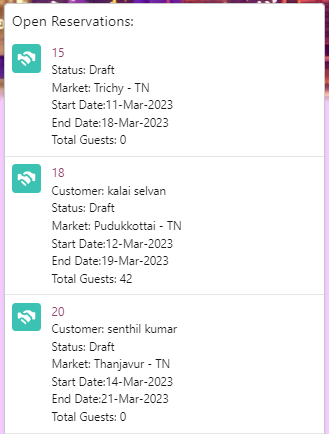 Open Reservations:
15
Status: Draft
Market: Trichy - TN
Start Date:11-Mar-2023
End Date:18-Mar-2023
Total Guests: 0
18
Customer: kalai selvan
Status: Draft
Market: Pudukkottai - TN
Start Date:12-Mar-2023
End Date:19-Mar-2023
Total Guests: 42
20
Customer: senthil kumar
Status: Draft
Market: Thanjavur - TN
Start Date:14-Mar-2023
End Date:21-Mar-2023
Total Guests: 0